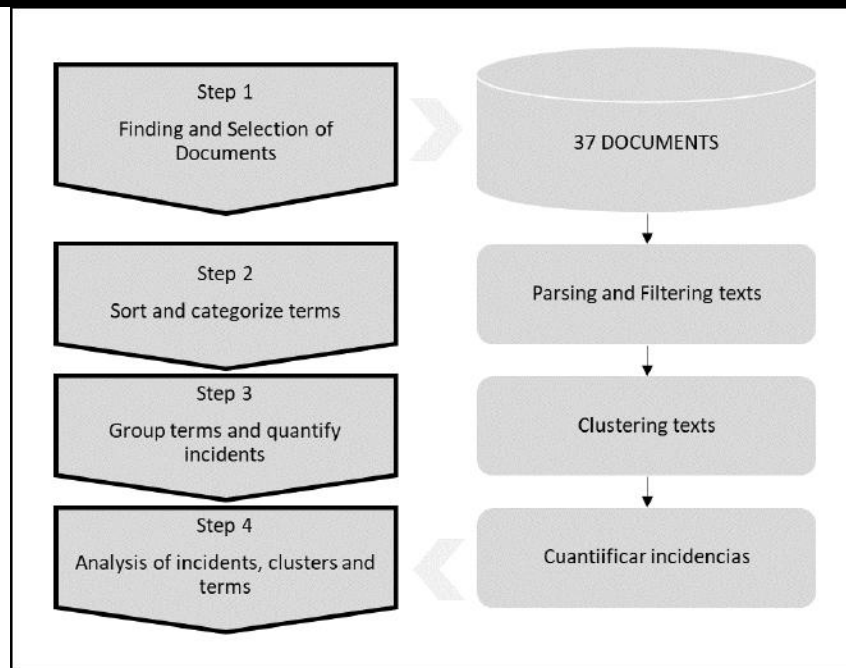 Step 1
Finding and Selection of
Documents
37 DOCUMENTS
Step 2
Sort and categorize terms
Parsing and Filtering texts
Step 3
Group terms and quantify
incidents
Clustering texts
Step 4
Analysis of incidents, clusters and
terms
Cuantiificar incidencias